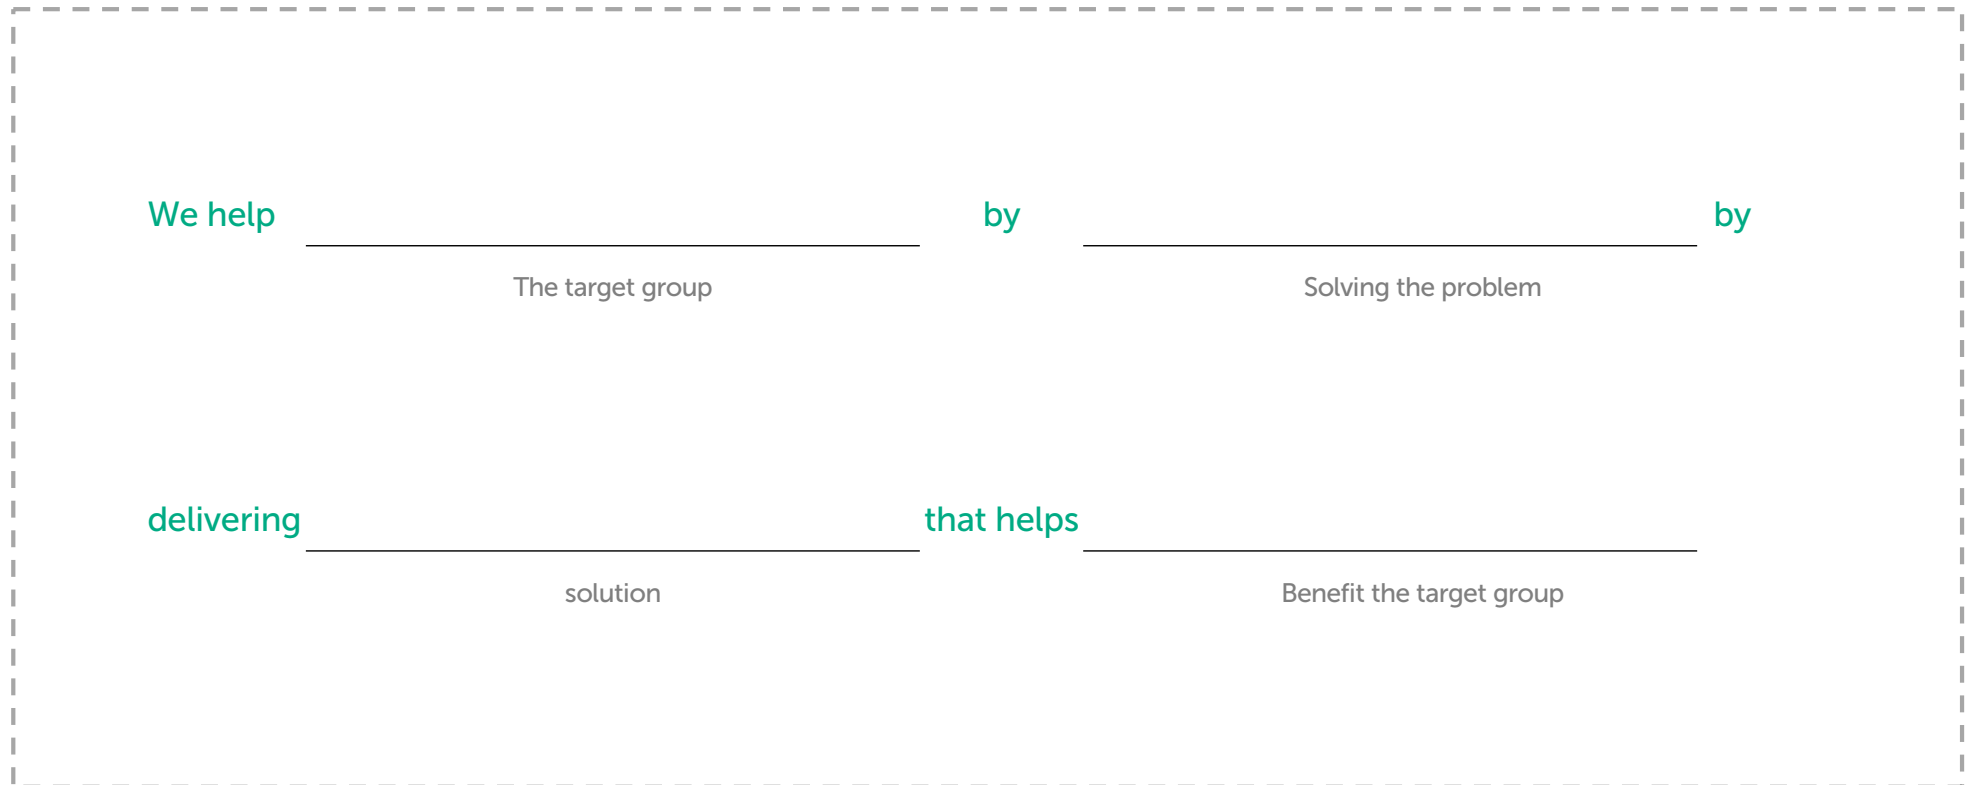 We help by by
The target group Solving the problem
delivering that helps
solution Benefit the target group